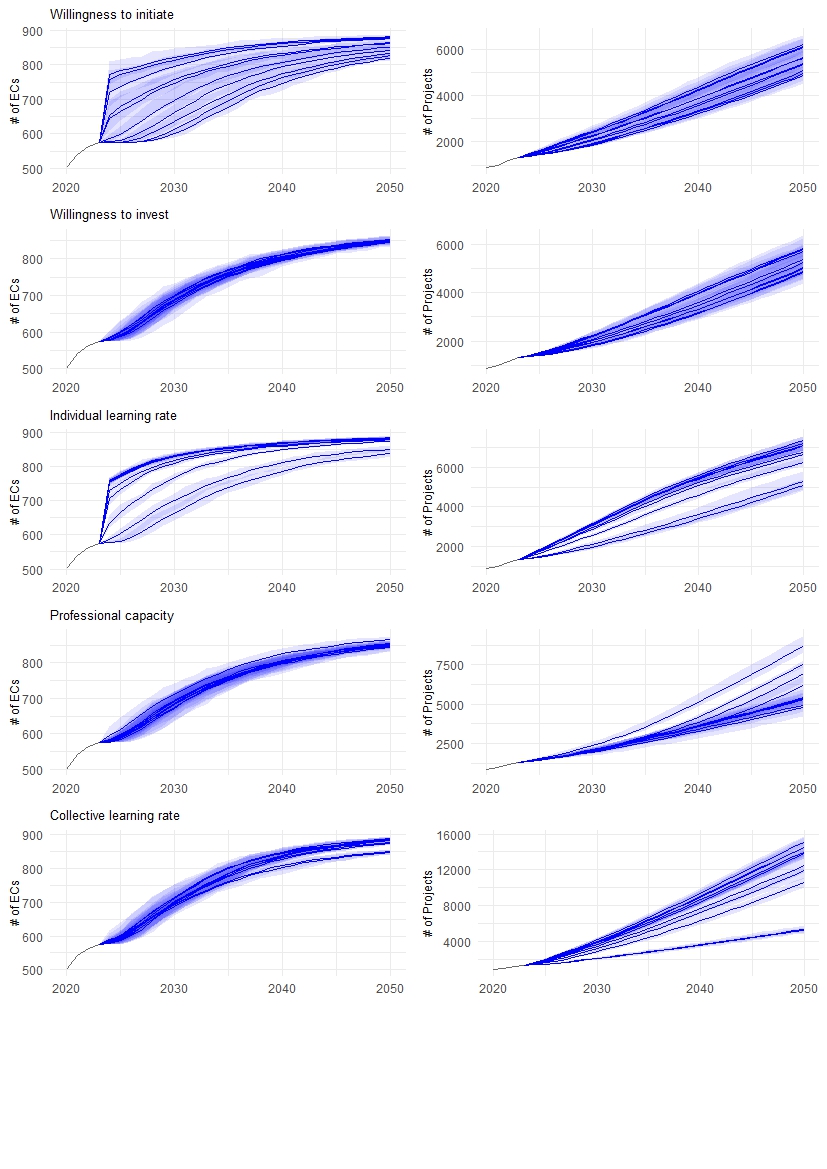 Willingness to initiate
# of ECs
900
800
700
600
500
2020 2030 2040 2050
# of Projects
6000
4000
2000
2020 2030 2040 2050
Willingness to invest
# of ECs
800
700
600
500
2020 2030 2040 2050
# of Projects
6000
4000
2000
2020 2030 2040 2050
Individual learning rate
# of ECs
900
800
700
600
500
2020 2030 2040 2050
# of Projects
6000
4000
2000
2020 2030 2040 2050
Professional capacity
# of ECs
800
700
600
500
2020 2030 2040 2050
# of Projects
7500
5000
2500
2020 2030 2040 2050
Collective learning rate
# of ECs
900
800
700
600
500
2020 2030 2040 2050
# of Projects
16000
12000
8000
4000
2020 2030 2040 2050